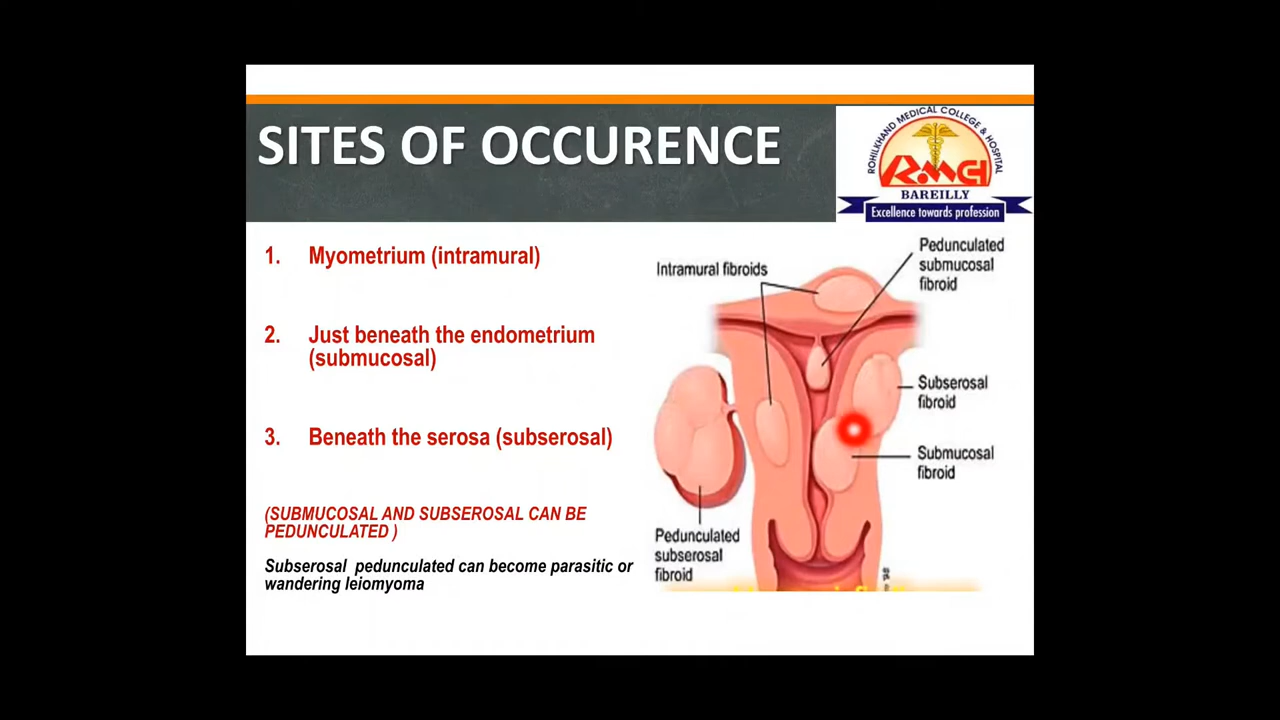 SITES OF OCCURENCE
ROHILKHAND MEDICAL COLLEGE & HOSPITAL
RMCH
BAREILLY
Excellence towards profession
1. Myometrium (intramural)
2. Just beneath the endometrium
(submucosal)
3. Beneath the serosa (subserosal)
(SUBMUCOSAL AND SUBSEROSAL CAN BE
PEDUNCULATED )
Subserosal pedunculated can become parasitic or
wandering leiomyoma
Intramural fibroids
Pedunculated
submucosal
fibroid
Subserosal
fibroid
Submucosal
fibroid
Pedunculated
subserosal
fibroid